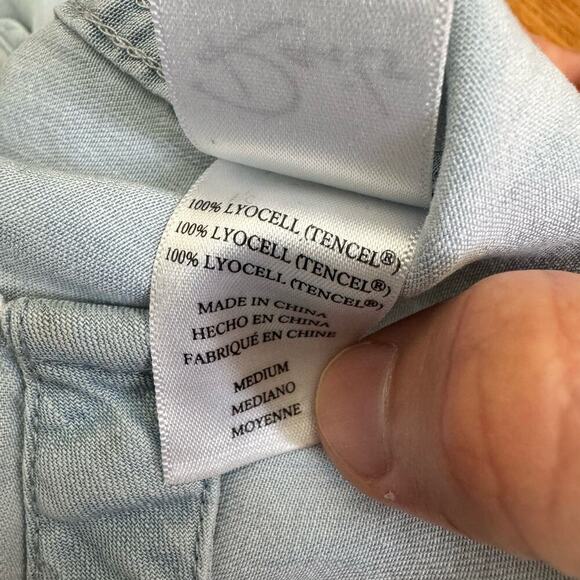 100% LYOCELL (TENCEL®)
100% LYOCELL (TENCEL®)
100% LYOCELL (TENCEL®)
MADE IN CHINA
HECHO EN CHINA
FABRIQUÉ EN CHINE
MEDIUM
MEDIANO
MOYENNE